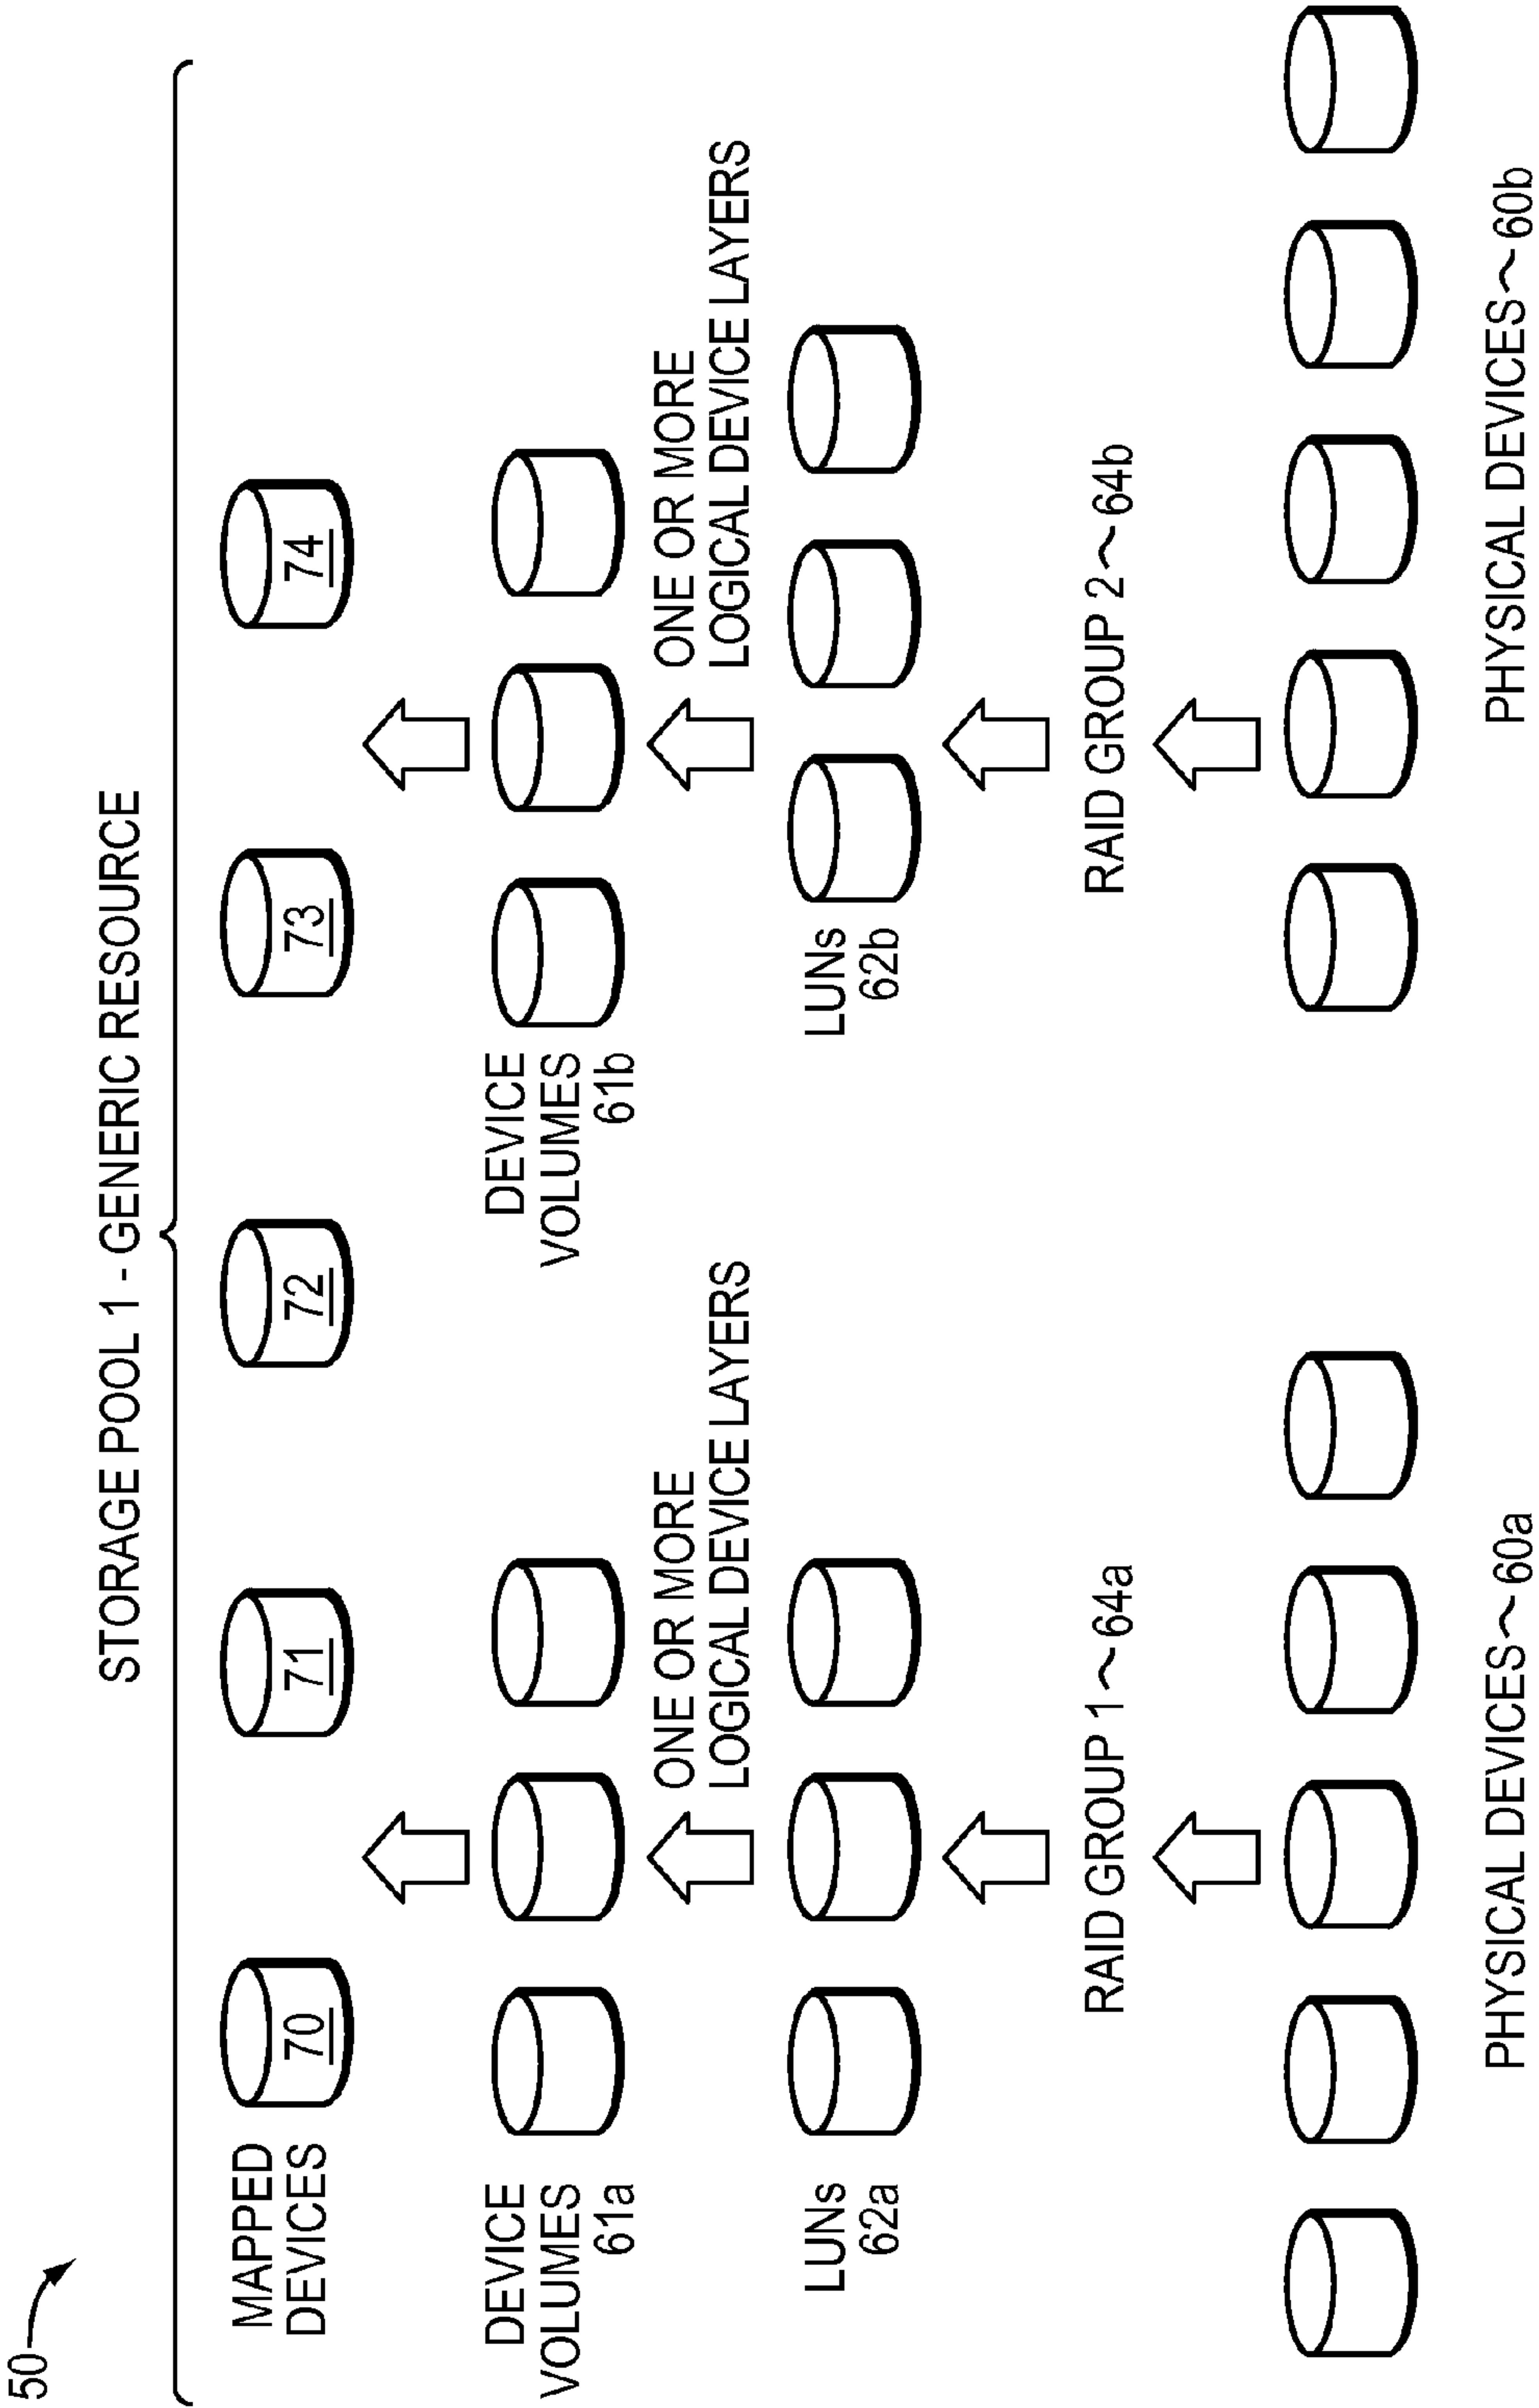 50
STORAGE POOL 1 - GENERIC RESOURCE
MAPPED
DEVICES
70
71
72
73
74
DEVICE
VOLUMES
61a
DEVICE
VOLUMES
61b
ONE OR MORE
LOGICAL DEVICE LAYERS
ONE OR MORE
LOGICAL DEVICE LAYERS
LUNs
62a
LUNs
62b
RAID GROUP 1~64a
RAID GROUP 2~64b
PHYSICAL DEVICES~60a
PHYSICAL DEVICES~60b